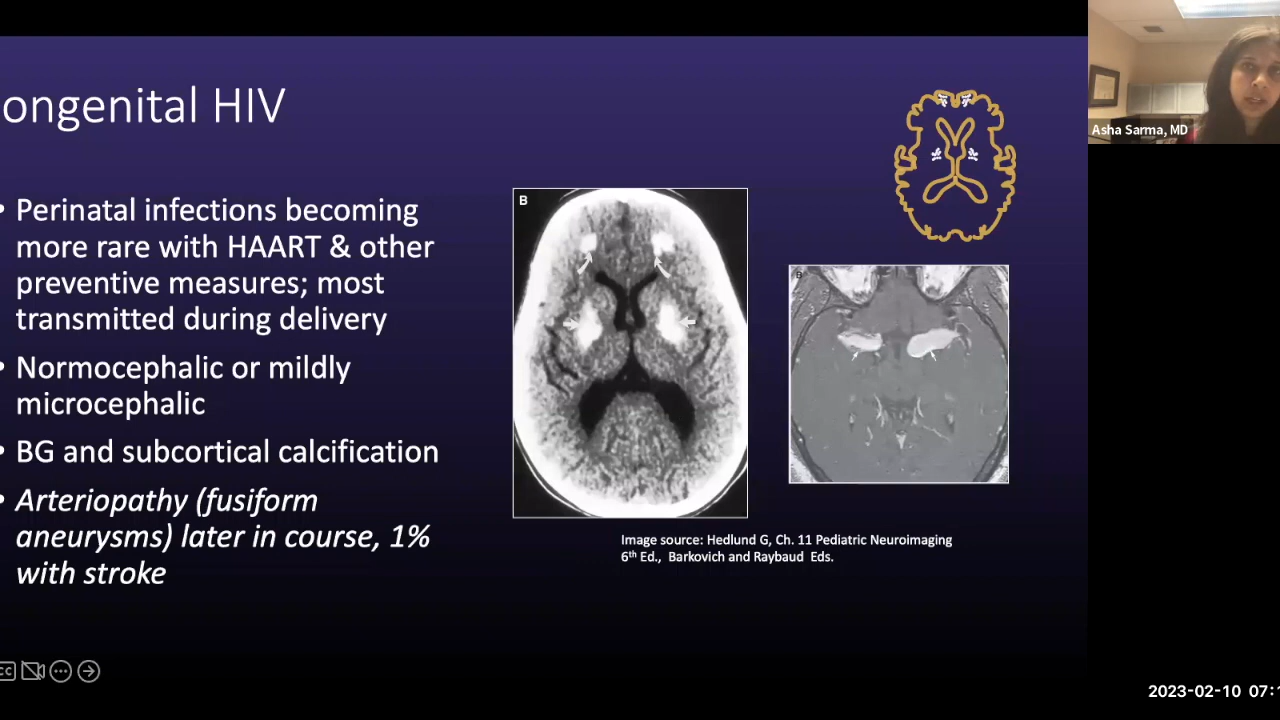 ongenital HIV
• Perinatal infections becoming
more rare with HAART & other
preventive measures; most
transmitted during delivery
• Normocephalic or mildly
microcephalic
• BG and subcortical calcification
• Arteriopathy (fusiform
aneurysms) later in course, 1%
with stroke
B
Image source: Hedlund G, Ch. 11 Pediatric Neuroimaging
6th Ed., Barkovich and Raybaud Eds.
Asha Sarma, MD
CC
2023-02-10 07:1